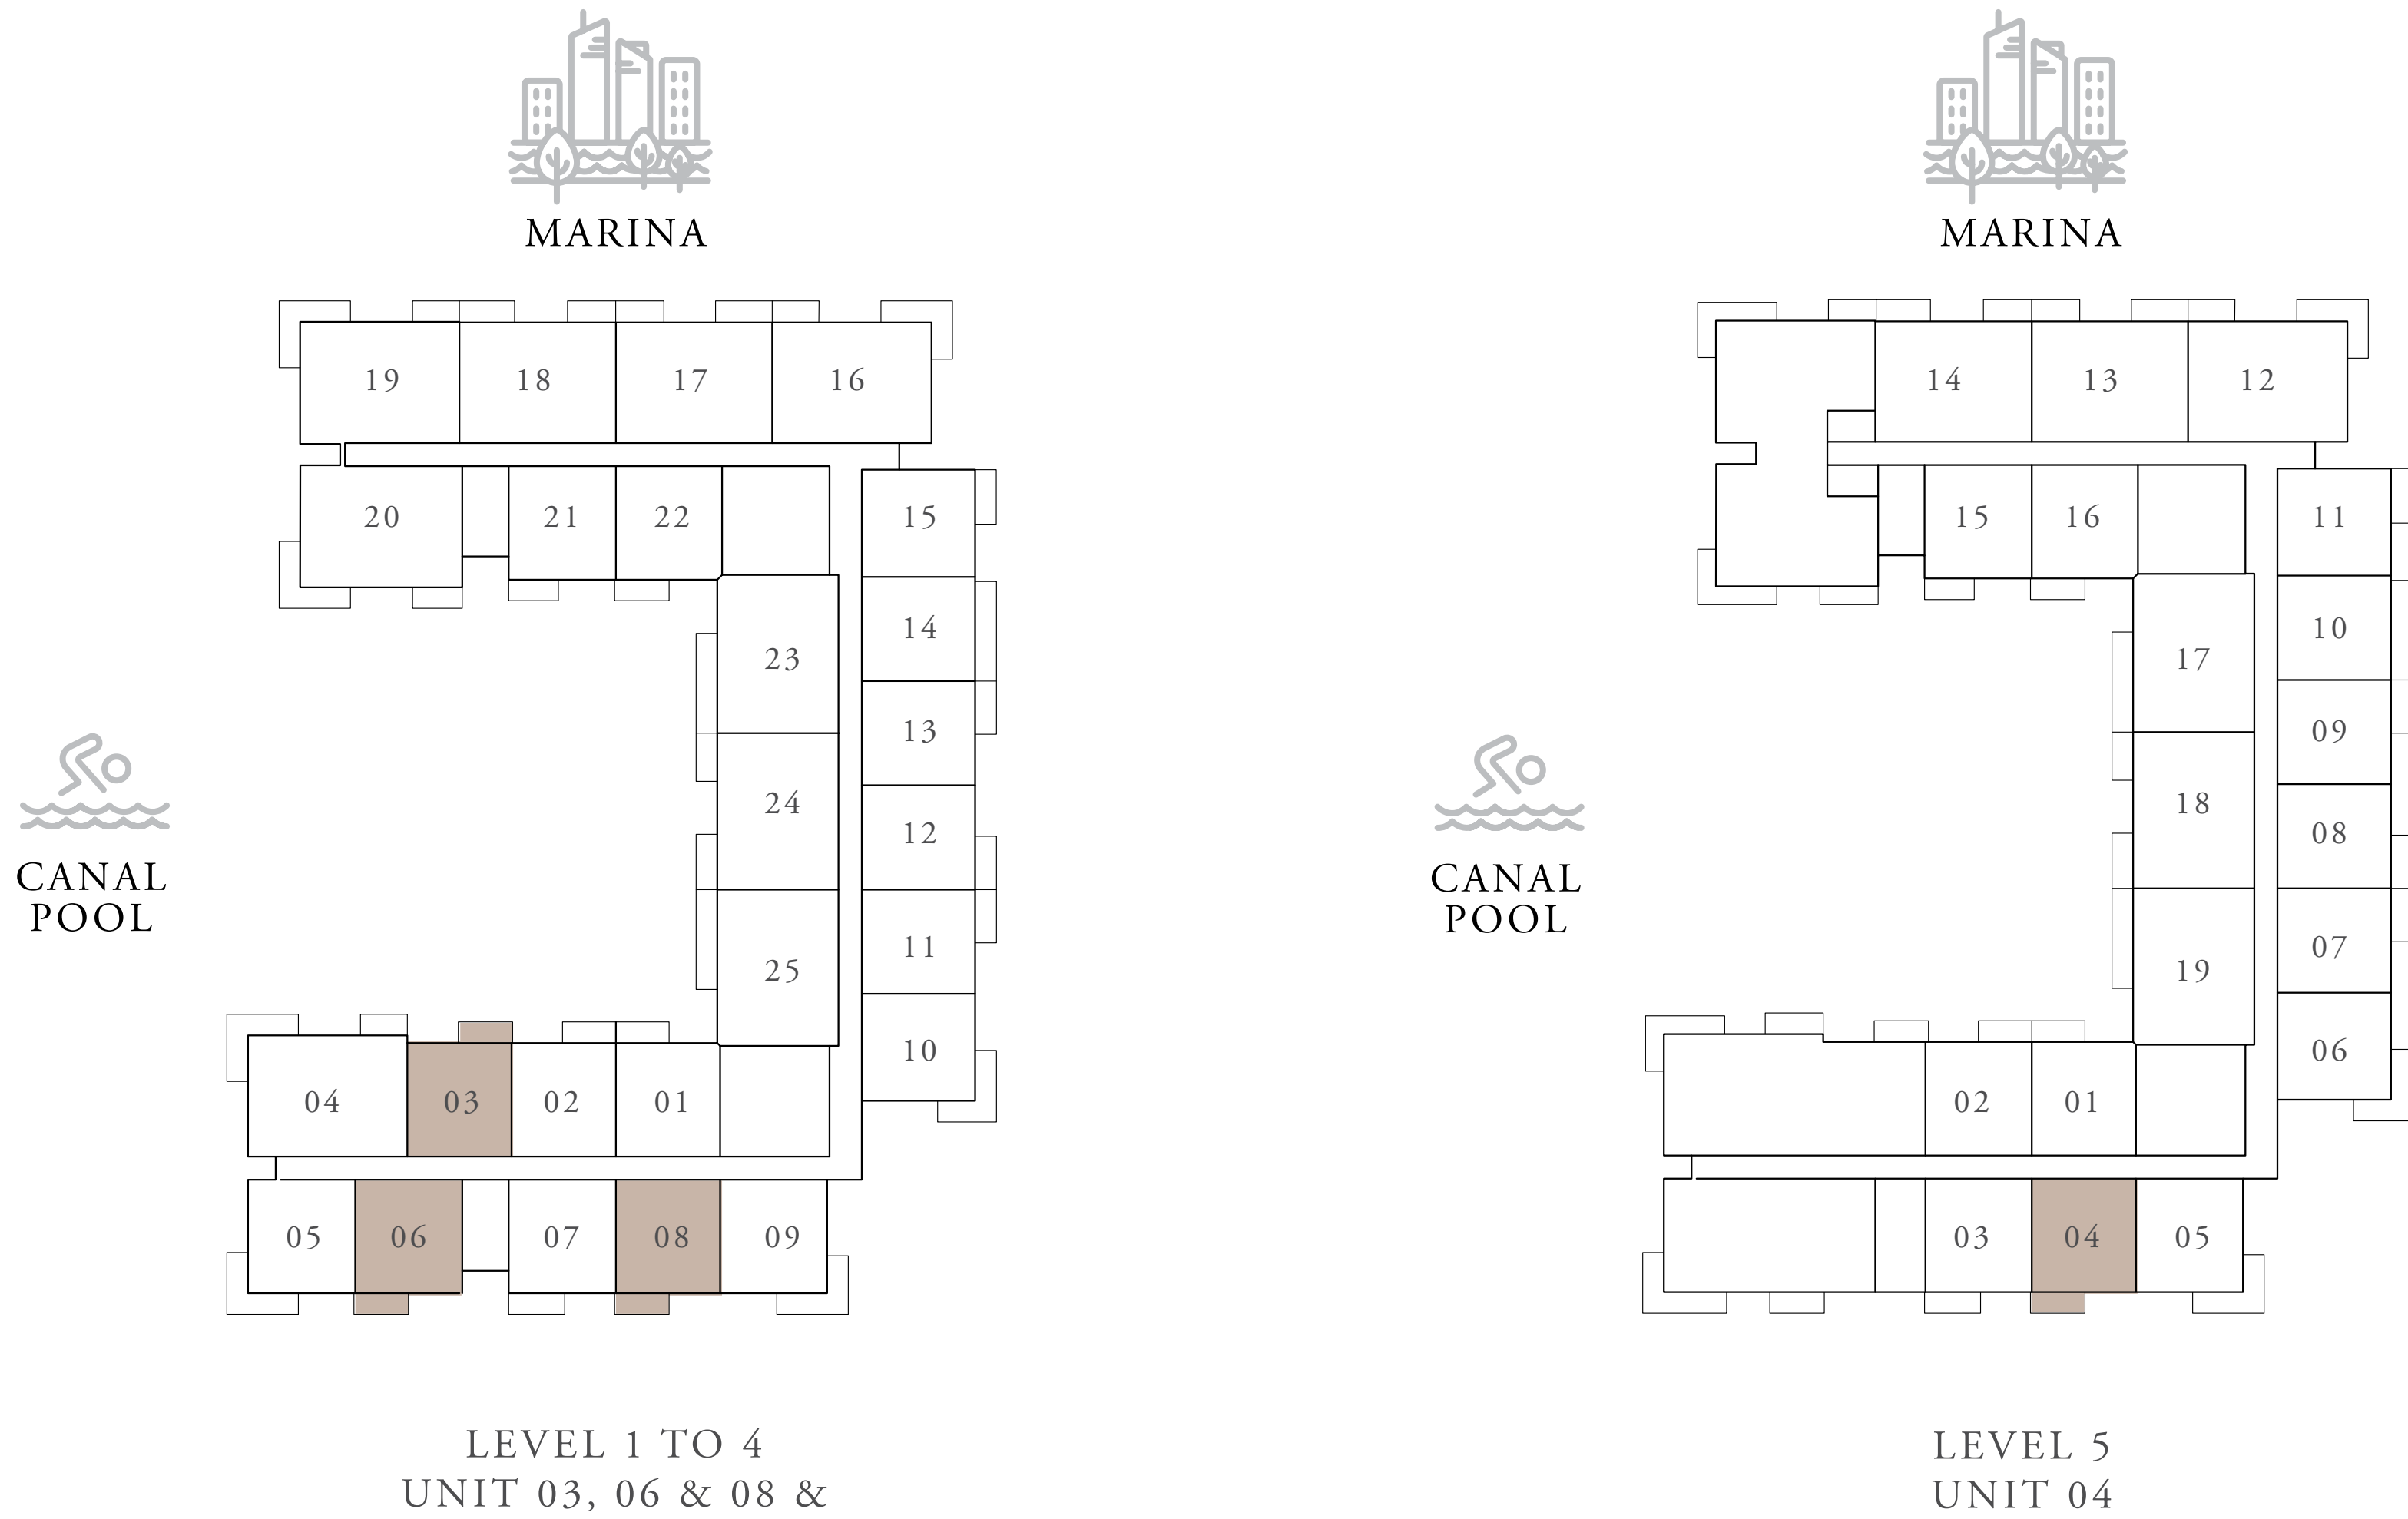 MARINA
19 18 17 16
20 21 22 15
14
23
13
24
12
11
25
10
04 03 02 01
05 06 07 08 09
CANAL
POOL
LEVEL 1 TO 4
UNIT 03, 06 & 08 &
MARINA
14 13 12
15 16 11
10
17
09
18
08
07
19
06
02 01
03 04 05
CANAL
POOL
LEVEL 5
UNIT 04